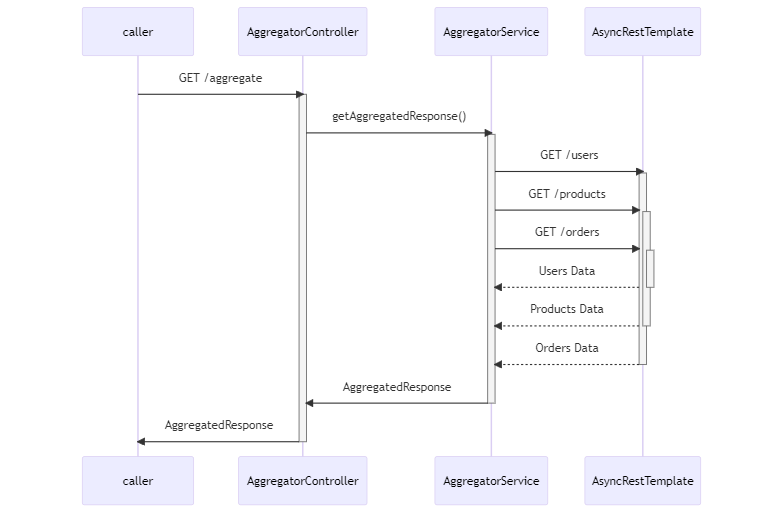 caller
AggregatorController
AggregatorService
AsyncRestTemplate
GET /aggregate
getAggregatedResponse()
GET /users
GET /products
GET /orders
Users Data
Products Data
Orders Data
AggregatedResponse
AggregatedResponse
caller
AggregatorController
AggregatorService
AsyncRestTemplate